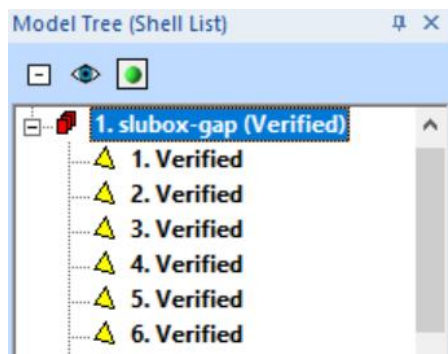 Model Tree (Shell List)
1. slubox-gap (Verified)
1. Verified
2. Verified
3. Verified
4. Verified
5. Verified
6. Verified